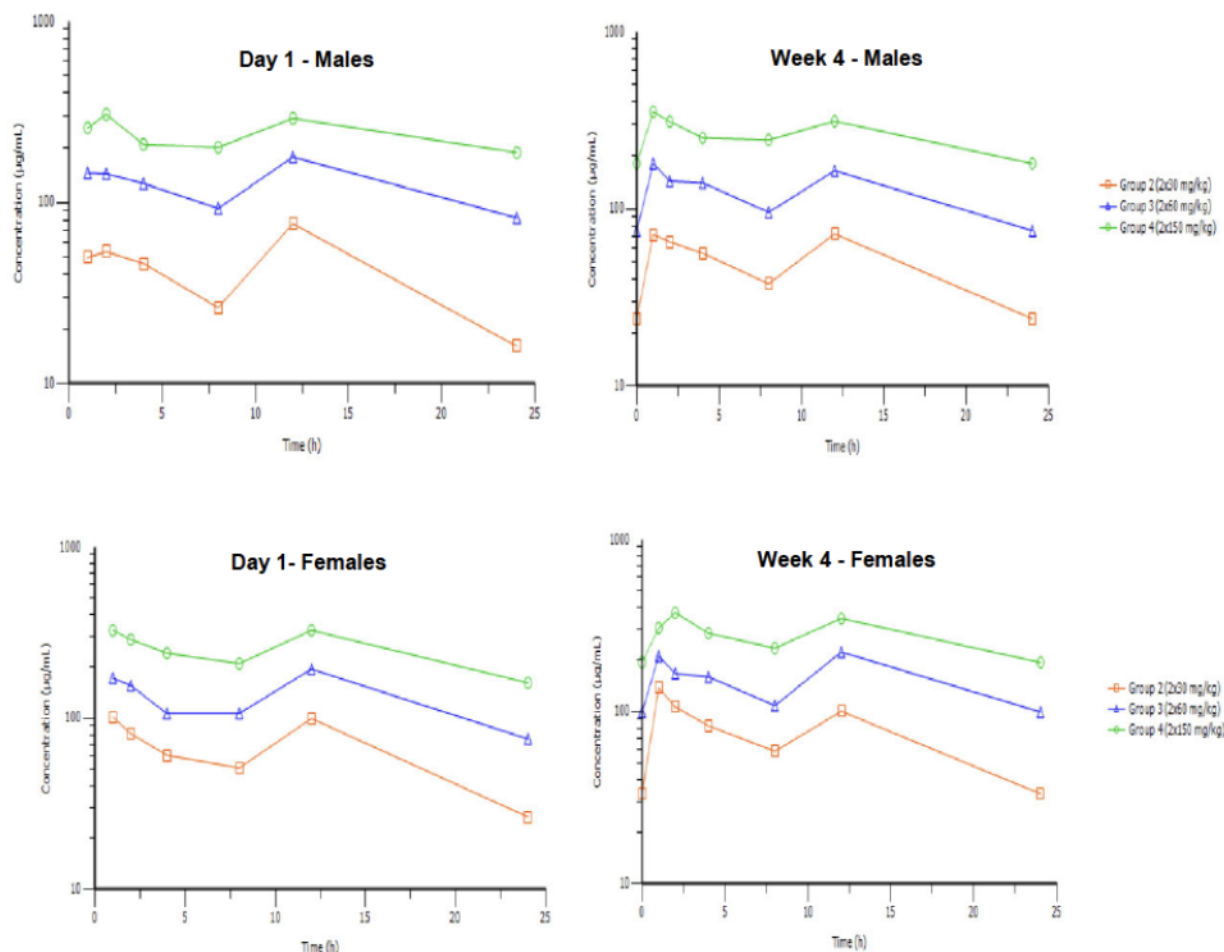 Day 1 - Males
1000
100
10
Concentration (µg/mL)
0 5 10 15 20 25
Time (h)
Week 4 - Males
1000
100
10
Concentration (µg/mL)
0 5 10 15 20 25
Time (h)
Group 2 (2x30 mg/kg)
Group 3 (2x60 mg/kg)
Group 4 (2x150 mg/kg)
Day 1- Females
1000
100
10
Concentration (µg/mL)
0 5 10 15 20 25
Time (h)
Week 4 - Females
1000
100
10
Concentration (µg/mL)
0 5 10 15 20 25
Time (h)
Group 2 (2x30 mg/kg)
Group 3 (2x60 mg/kg)
Group 4 (2x150 mg/kg)